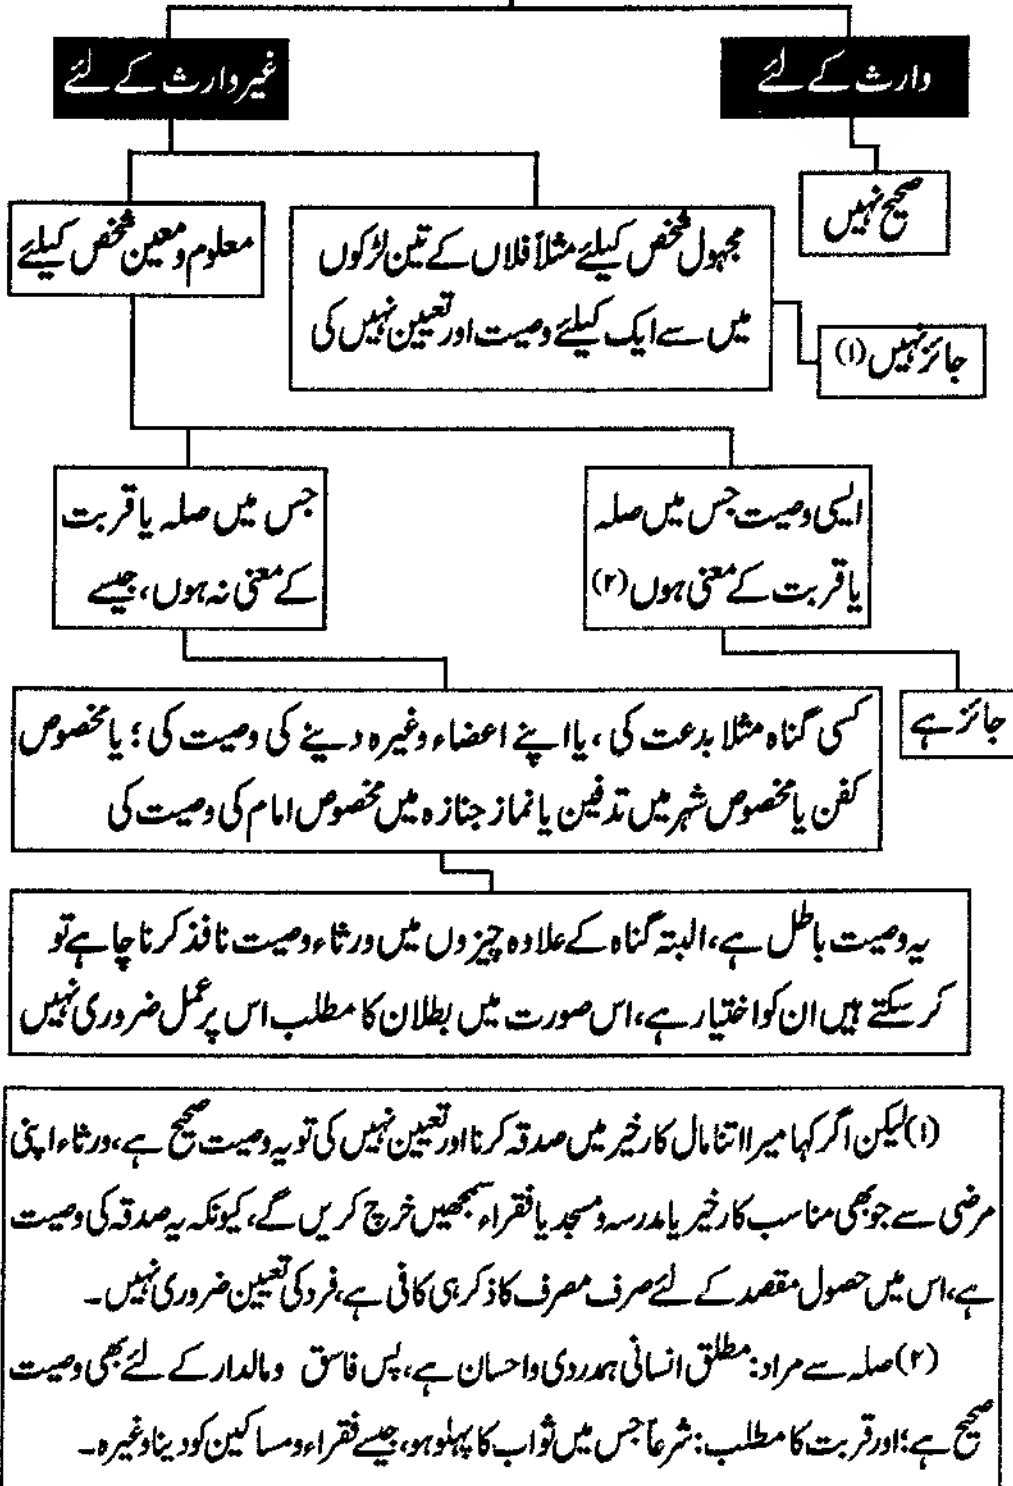 وارث کے لئے
غیر وارث کے لئے
صحیح نہیں
مجہول شخص کیلئے مثلاً فلاں کے تین لڑکوں
میں سے ایک کیلئے وصیت اور تعیین نہیں کی
جائز نہیں (۱)
معلوم و معین شخص کیلئے
ایسی وصیت جس میں صلہ
یا قربت کے معنی ہوں (۲)
جائز ہے
جس میں صلہ یا قربت
کے معنی نہ ہوں، جیسے
کسی گناہ مثلا بدعت کی، یا اپنے اعضاء وغیرہ دینے کی وصیت کی؛ یا مخصوص
کفن یا مخصوص شہر میں تدفین یا نماز جنازہ میں مخصوص امام کی وصیت کی
یہ وصیت باطل ہے، البتہ گناہ کے علاوہ چیزوں میں ورثاء وصیت نافذ کرنا چاہے تو
کر سکتے ہیں ان کو اختیار ہے، اس صورت میں بطلان کا مطلب اس پر عمل ضروری نہیں
(۱) لیکن اگر کہا میرا اتنا مال کار خیر میں صدقہ کرنا اور تعیین نہیں کی تو یہ وصیت صحیح ہے، ورثاء اپنی
مرضی سے جو بھی مناسب کار خیر یا مدرسہ و مسجد یا فقراء سمجھیں خرچ کریں گے، کیونکہ یہ صدقہ کی وصیت
ہے، اس میں حصول مقصد کے لئے صرف مصرف کا ذکر ہی کافی ہے، فرد کی تعیین ضروری نہیں۔
(۲) صلہ سے مراد: مطلق انسانی ہمدردی و احسان ہے، پس فاسق و مالدار کے لئے بھی وصیت
صحیح ہے؛ اور قربت کا مطلب: شرعاً جس میں ثواب کا پہلو ہو، جیسے فقراء و مساکین کو دینا وغیرہ۔